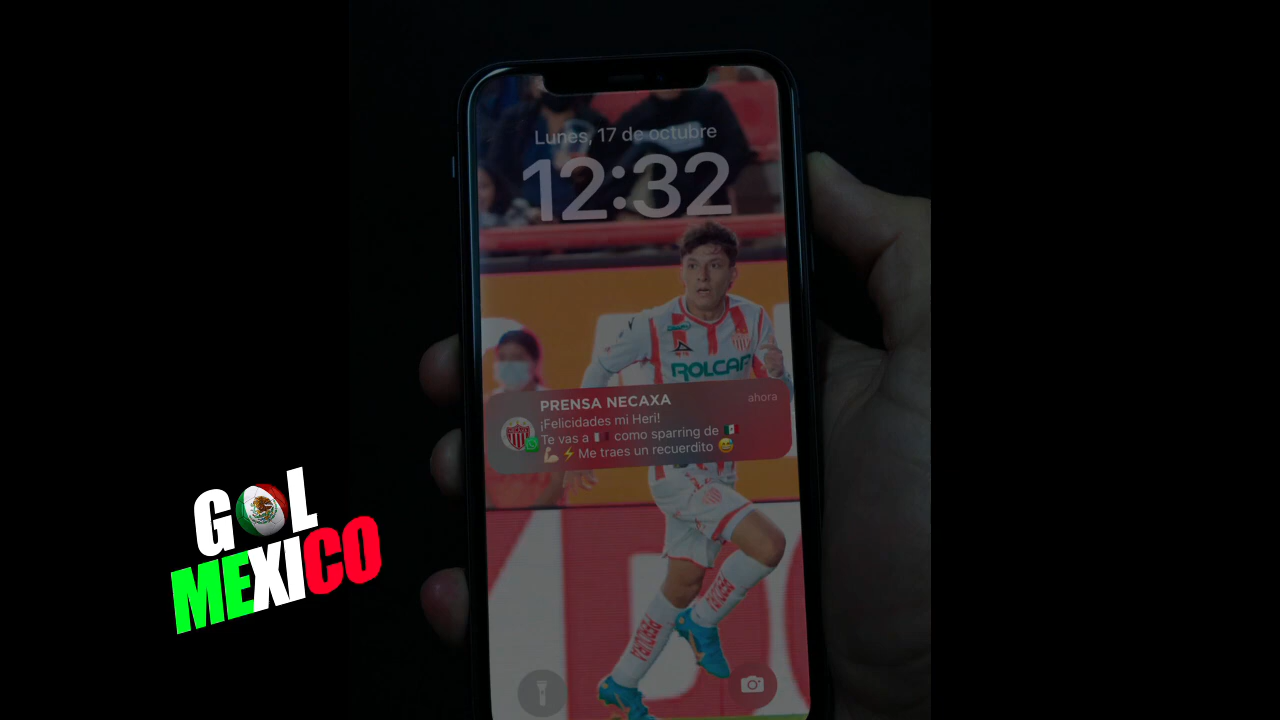 Lunes, 17 de octubre
12:32
ROLCAR
PRENSA NECAXA
ahora
¡Felicidades mi Heri!
Te vas a 🇫🇷 como sparring de 🇲🇽
💪🏼⚡Me traes un recuerdito 😅
GOL
MEXICO